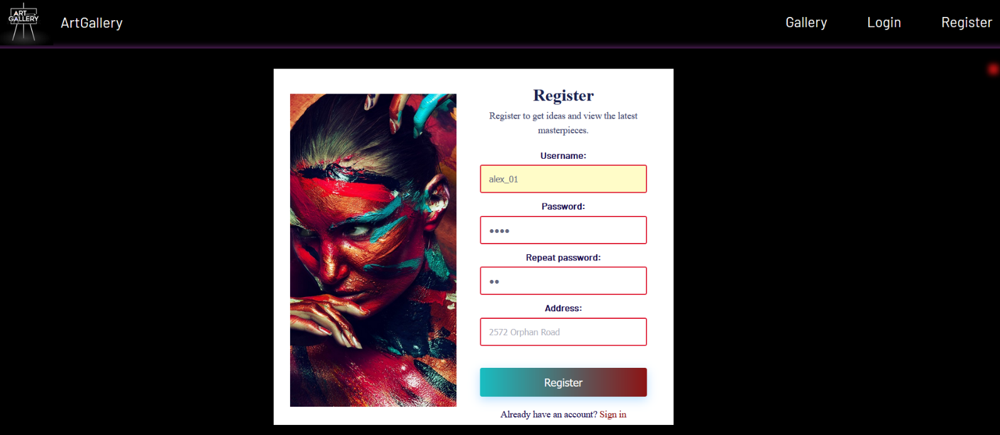 ART
GALLERY
ArtGallery
Gallery
Login
Register
Register
Register to get ideas and view the latest
masterpieces.
Username:
alex_01
Password:
••••
Repeat password:
••
Address:
2572 Orphan Road
Register
Already have an account? Sign in